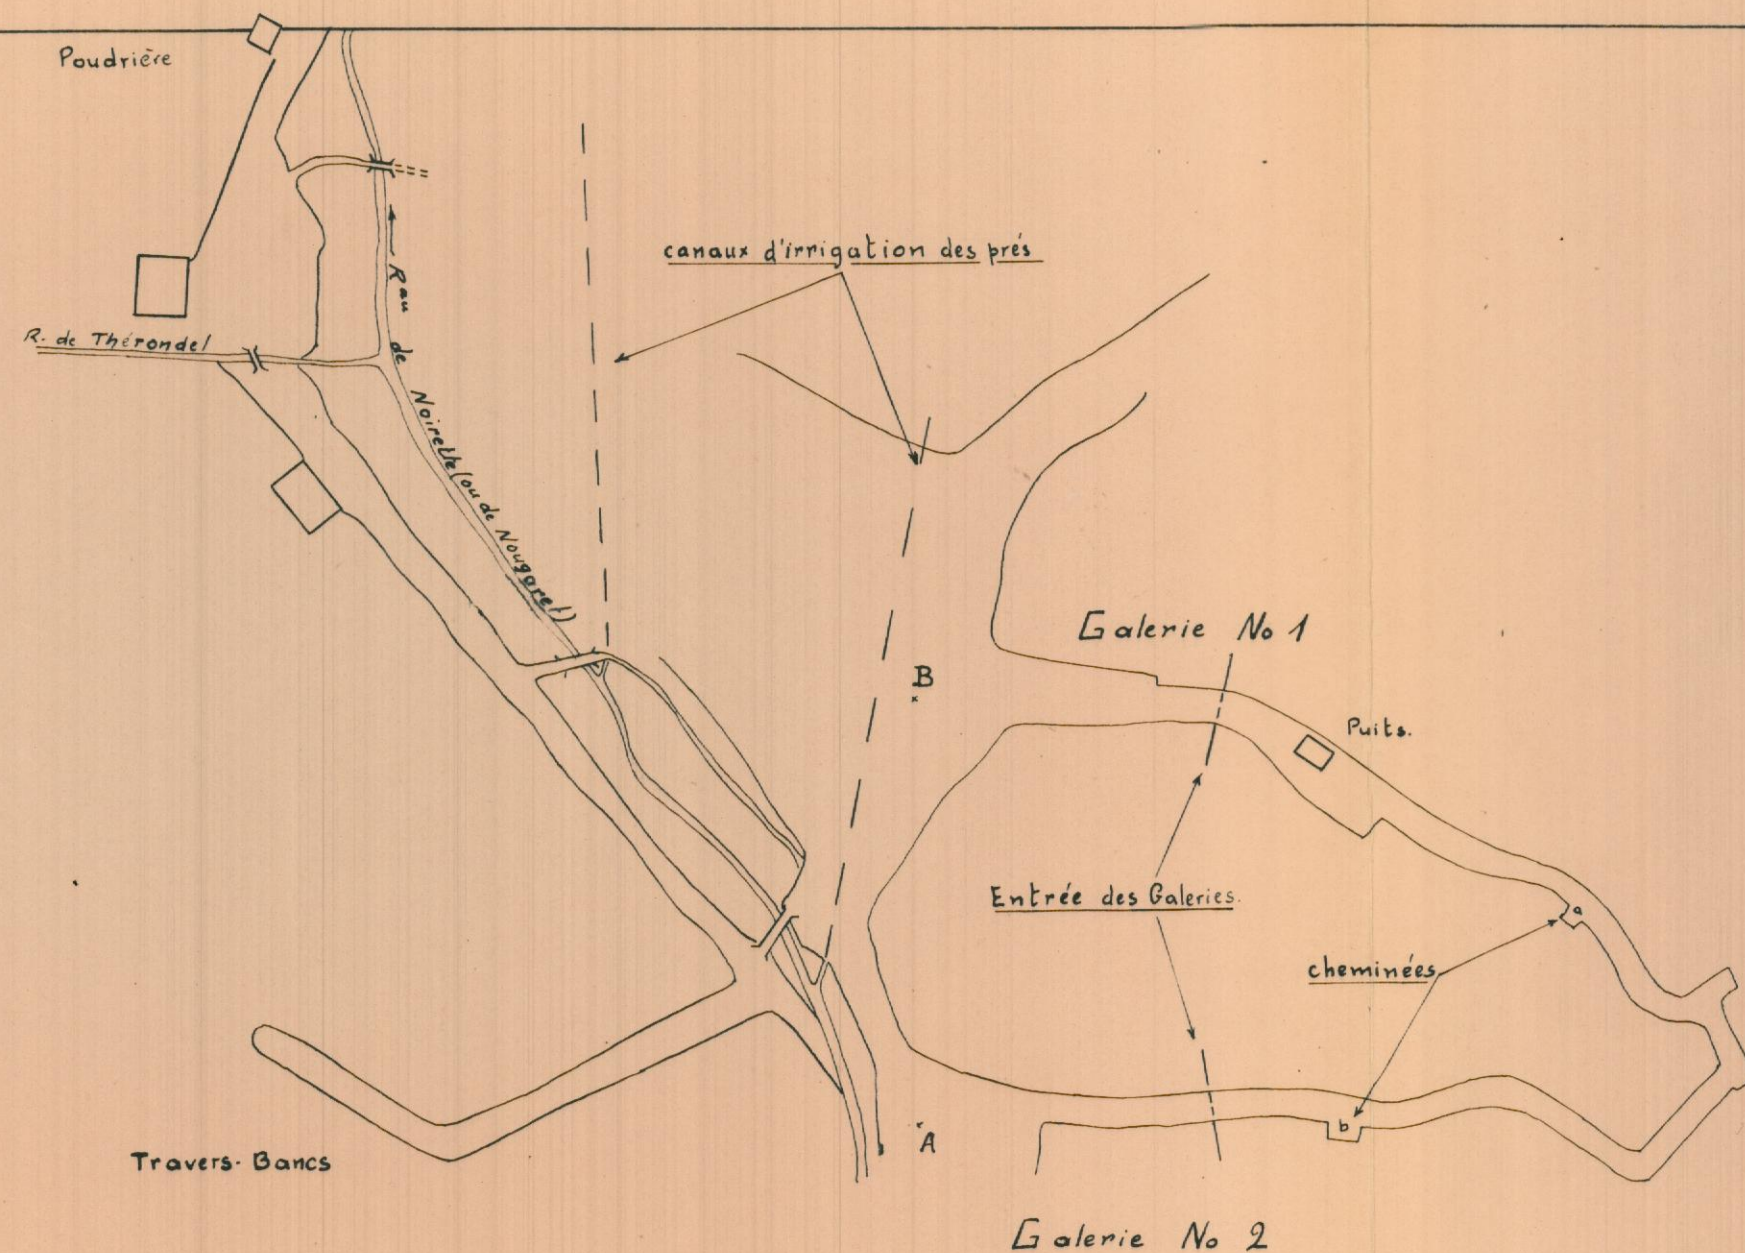 Poudrière
canaux d'irrigation des prés
R. de Thérondel
Rau de Noirette (ou de Nougaret)
Galerie No 1
B
Puits.
Entrée des Galeries.
a
cheminées
b
A
Travers-Bancs
Galerie No 2